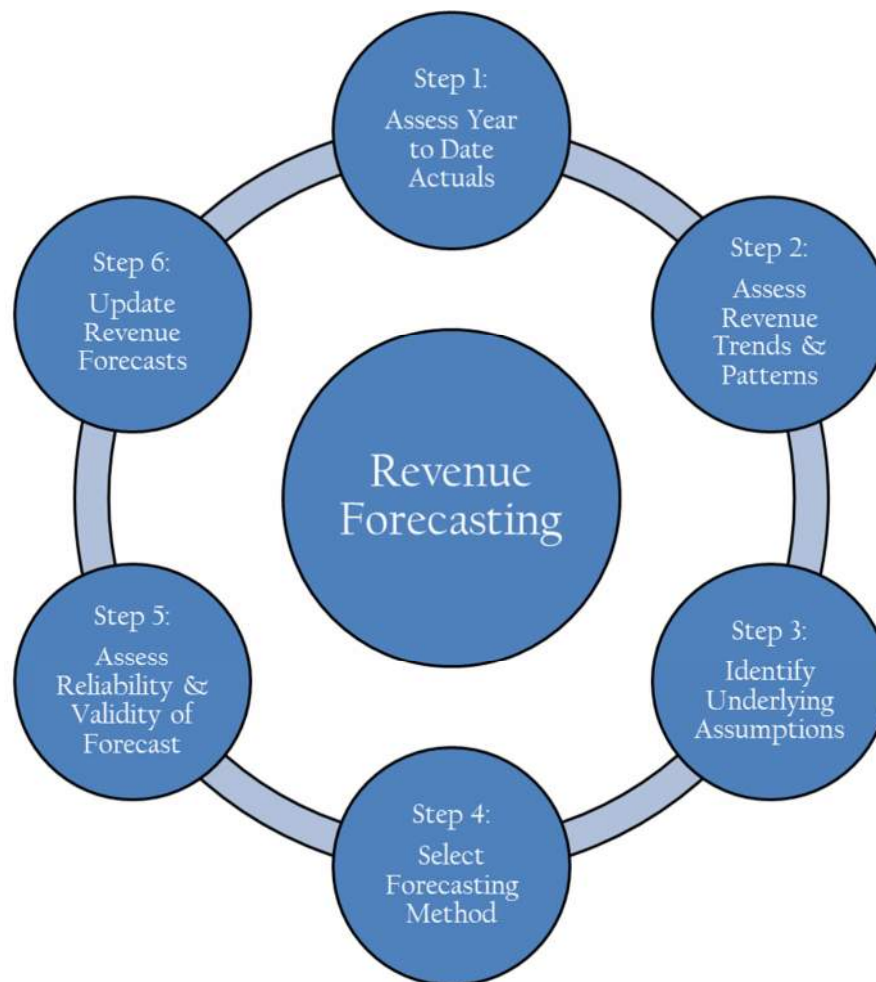 Step 1:
Assess Year
to Date
Actuals
Step 2:
Assess
Revenue
Trends &
Patterns
Step 3:
Identify
Underlying
Assumptions
Step 4:
Select
Forecasting
Method
Step 5:
Assess
Reliability &
Validity of
Forecast
Step 6:
Update
Revenue
Forecasts
Revenue
Forecasting